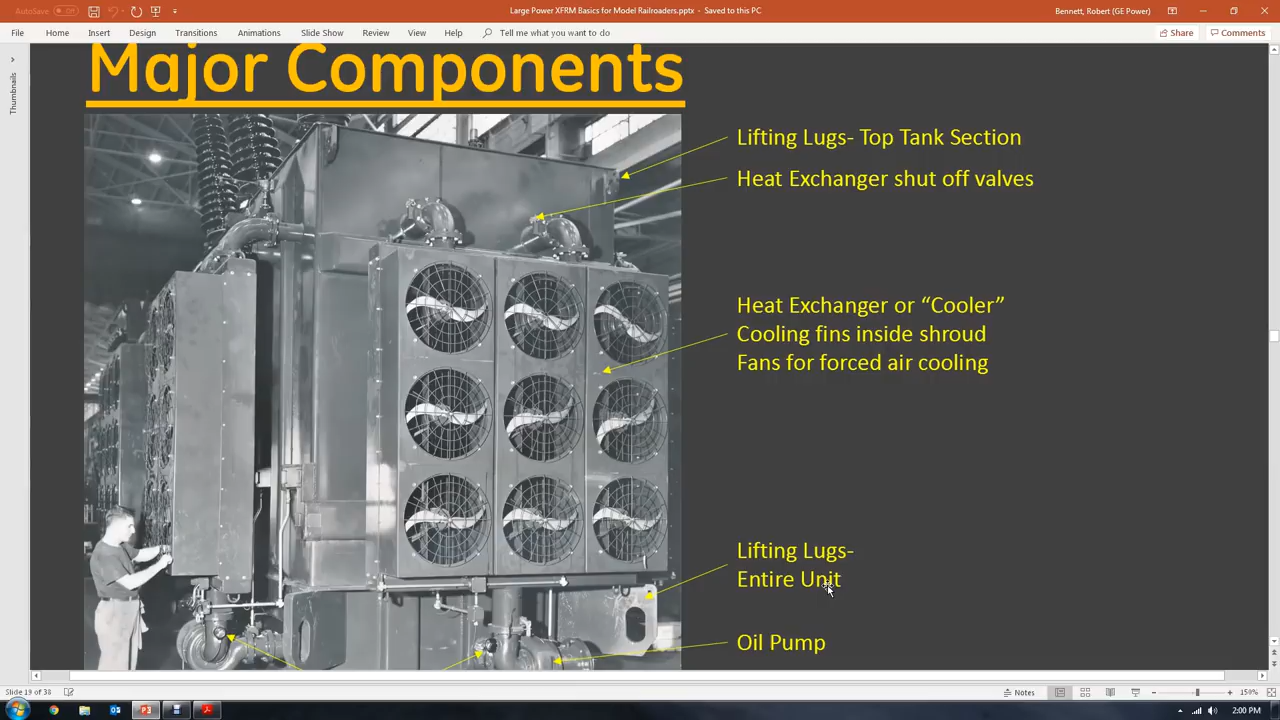 AutoSave Off
Large Power XFRM Basics for Model Railroaders.pptx - Saved to this PC
Bennett, Robert (GE Power)
File Home Insert Design Transitions Animations Slide Show Review View Help Tell me what you want to do
Share Comments
Thumbnails
Major Components
Lifting Lugs- Top Tank Section
Heat Exchanger shut off valves
Heat Exchanger or “Cooler”
Cooling fins inside shroud
Fans for forced air cooling
Lifting Lugs-
Entire Unit
Oil Pump
Slide 19 of 38
Notes
159%
2:00 PM